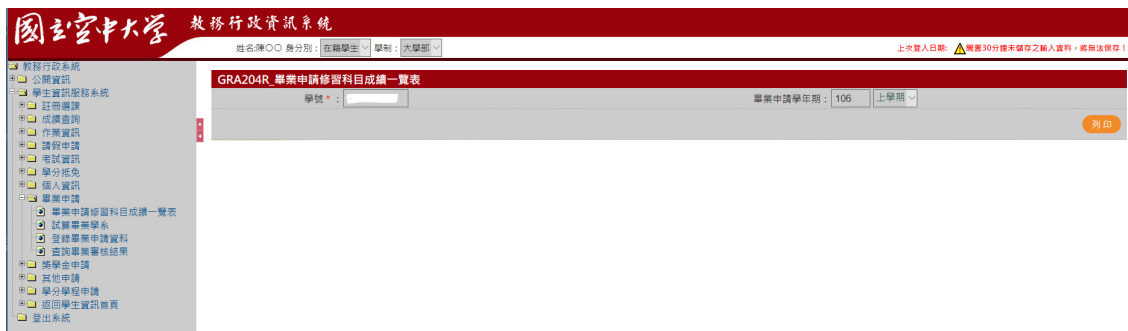 國立空中大學 教務行政資訊系統
姓名:陳〇〇 身分別：在籍學生 學制：大學部 上次登入日期: 閒置30分鐘未儲存之輸入資料，將無法保存！
教務行政系統
公開資訊
學生資訊服務系統
註冊選課
成績查詢
作業資訊
請假申請
考試資訊
學分抵免
個人資訊
畢業申請
畢業申請修習科目成績一覽表
試算畢業學系
登錄畢業申請資料
查詢畢業審核結果
獎學金申請
其他申請
學分學程申請
返回學生資訊首頁
登出系統
GRA204R_畢業申請修習科目成績一覽表
學號*： 畢業申請學年期：106 上學期
列印